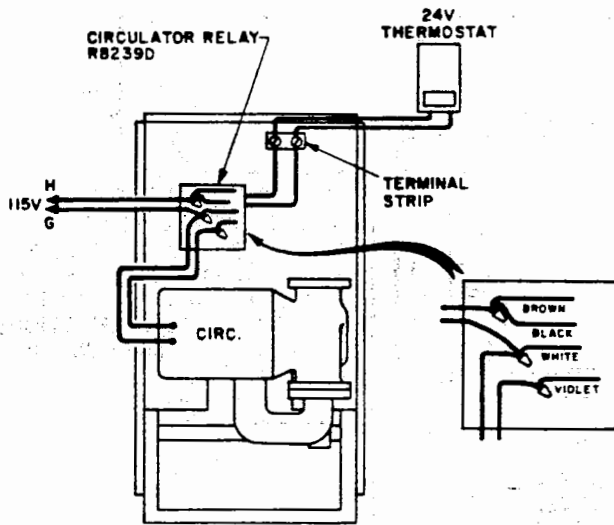 CIRCULATOR RELAY
R8239D
24V
THERMOSTAT
TERMINAL
STRIP
H
115V
G
CIRC.
BROWN
BLACK
WHITE
VIOLET